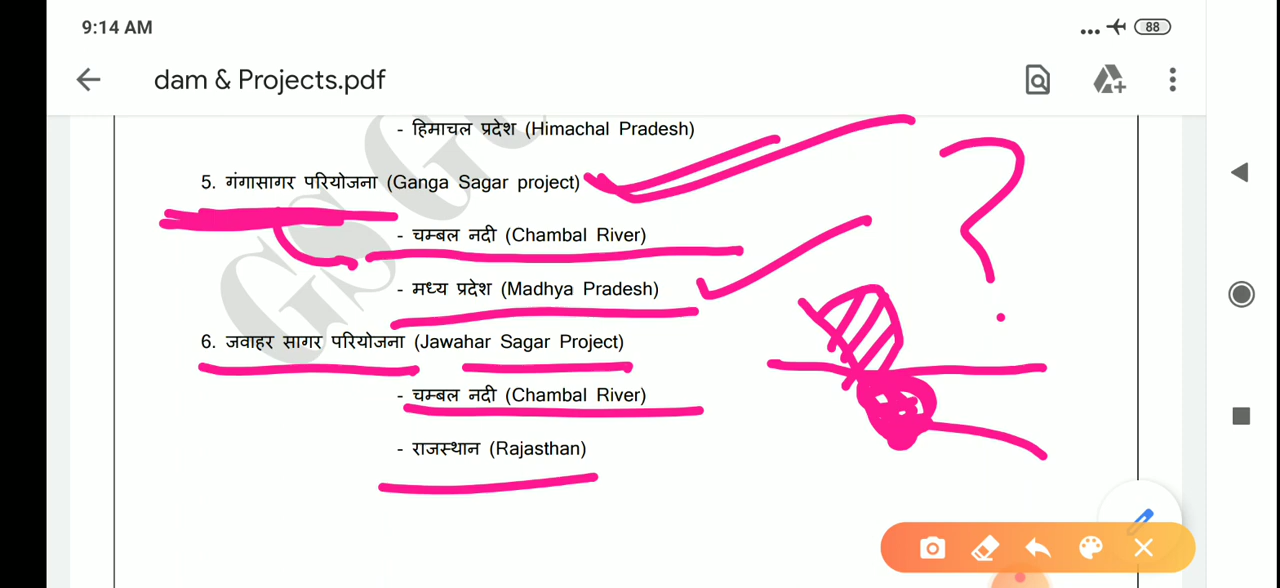 9:14 AM
88
dam & Projects.pdf
- हिमाचल प्रदेश (Himachal Pradesh)
5. गंगासागर परियोजना (Ganga Sagar project)
- चम्बल नदी (Chambal River)
- मध्य प्रदेश (Madhya Pradesh)
6. जवाहर सागर परियोजना (Jawahar Sagar Project)
- चम्बल नदी (Chambal River)
- राजस्थान (Rajasthan)
?